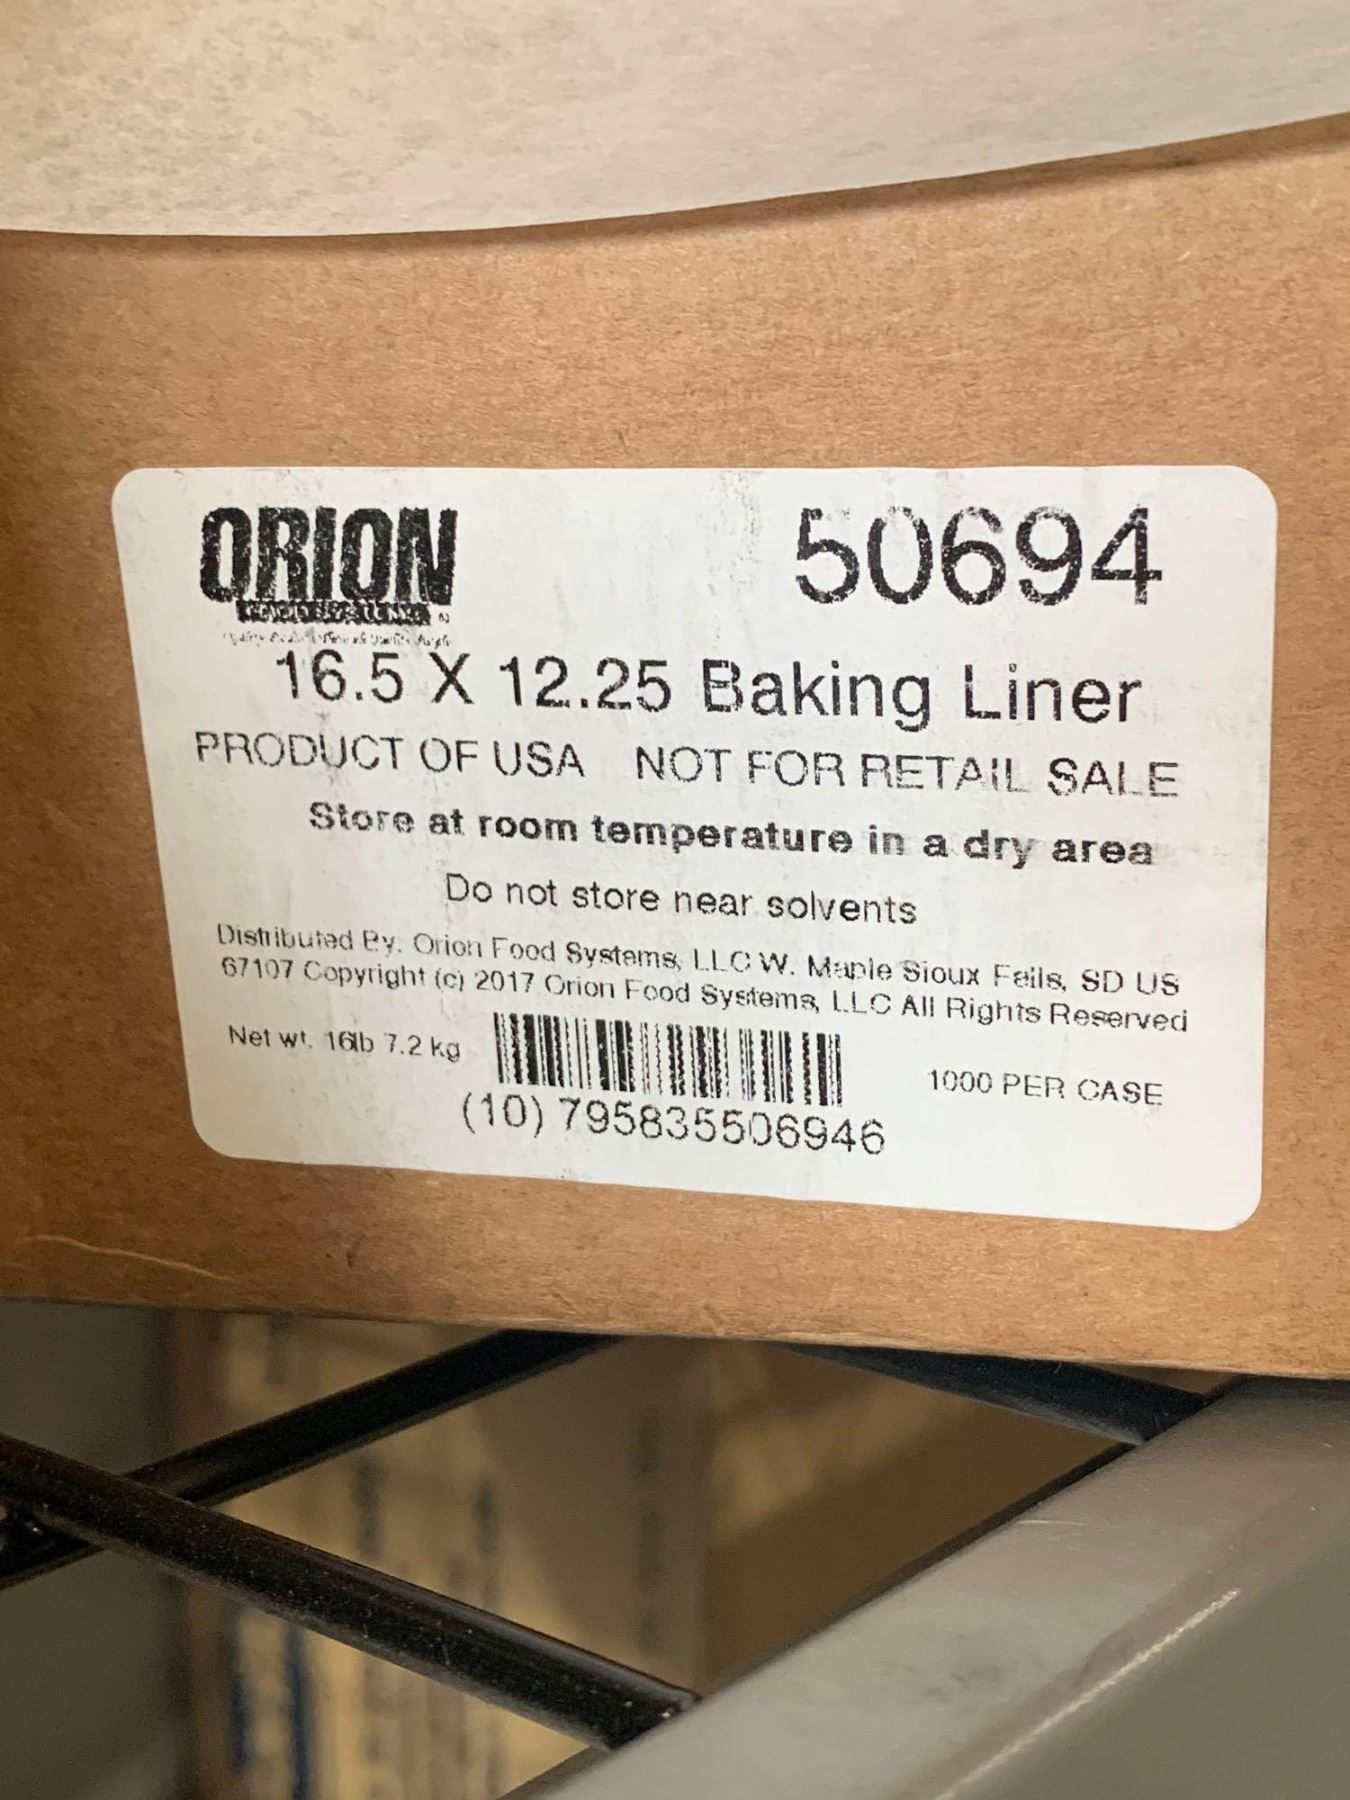 ORION
50694
16.5 X 12.25 Baking Liner
PRODUCT OF USA NOT FOR RETAIL SALE
Store at room temperature in a dry area
Do not store near solvents
Distributed By: Orion Food Systems, LLC W. Maple Sioux Falls, SD US
67107 Copyright (c) 2017 Orion Food Systems, LLC All Rights Reserved
Net wt. 16lb 7.2 kg
1000 PER CASE
(10) 795835506946